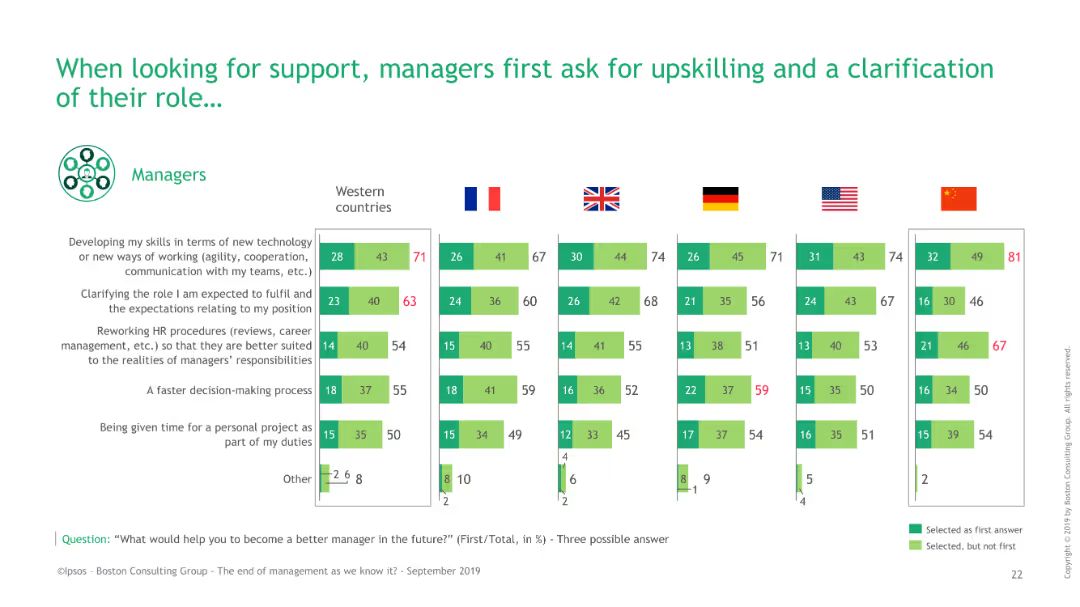 When looking for support, managers first ask for upskilling and a clarification
of their role…
Managers
Western
countries
Developing my skills in terms of new technology
or new ways of working (agility, cooperation,
communication with my teams, etc.)
28 43 71 26 41 67 30 44 74 26 45 71 31 43 74 32 49 81
Clarifying the role I am expected to fulfil and
the expectations relating to my position
23 40 63 24 36 60 26 42 68 21 35 56 24 43 67 16 30 46
Reworking HR procedures (reviews, career
management, etc.) so that they are better suited
to the realities of managers’ responsibilities
14 40 54 15 40 55 14 41 55 13 38 51 13 40 53 21 46 67
A faster decision-making process
18 37 55 18 41 59 16 36 52 22 37 59 15 35 50 16 34 50
Being given time for a personal project as
part of my duties
15 35 50 15 34 49 12 33 45 17 37 54 16 35 51 15 39 54
Other
2 6 8 8 10 2 4 6 2 8 9 1 5 4 2
Selected as first answer
Selected, but not first
Question: “What would help you to become a better manager in the future?” (First/Total, in %) - Three possible answer
©Ipsos – Boston Consulting Group – The end of management as we know it? - September 2019
22
Copyright © 2019 by Boston Consulting Group. All rights reserved.